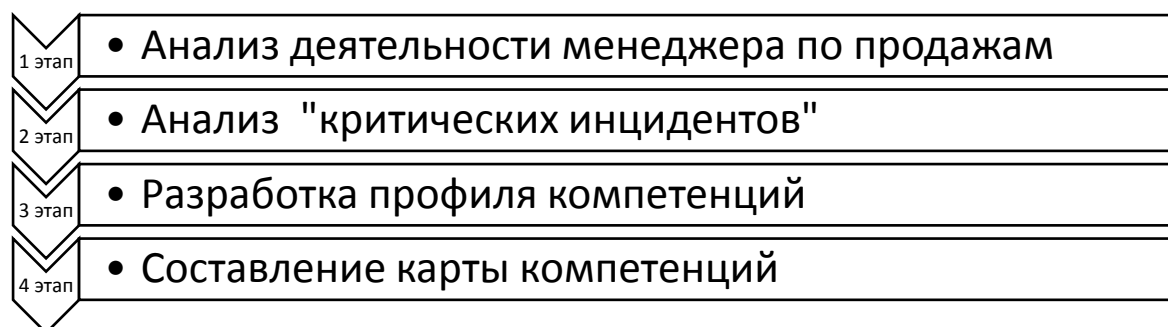 1 этап
• Анализ деятельности менеджера по продажам
2 этап
• Анализ "критических инцидентов"
3 этап
• Разработка профиля компетенций
4 этап
• Составление карты компетенций